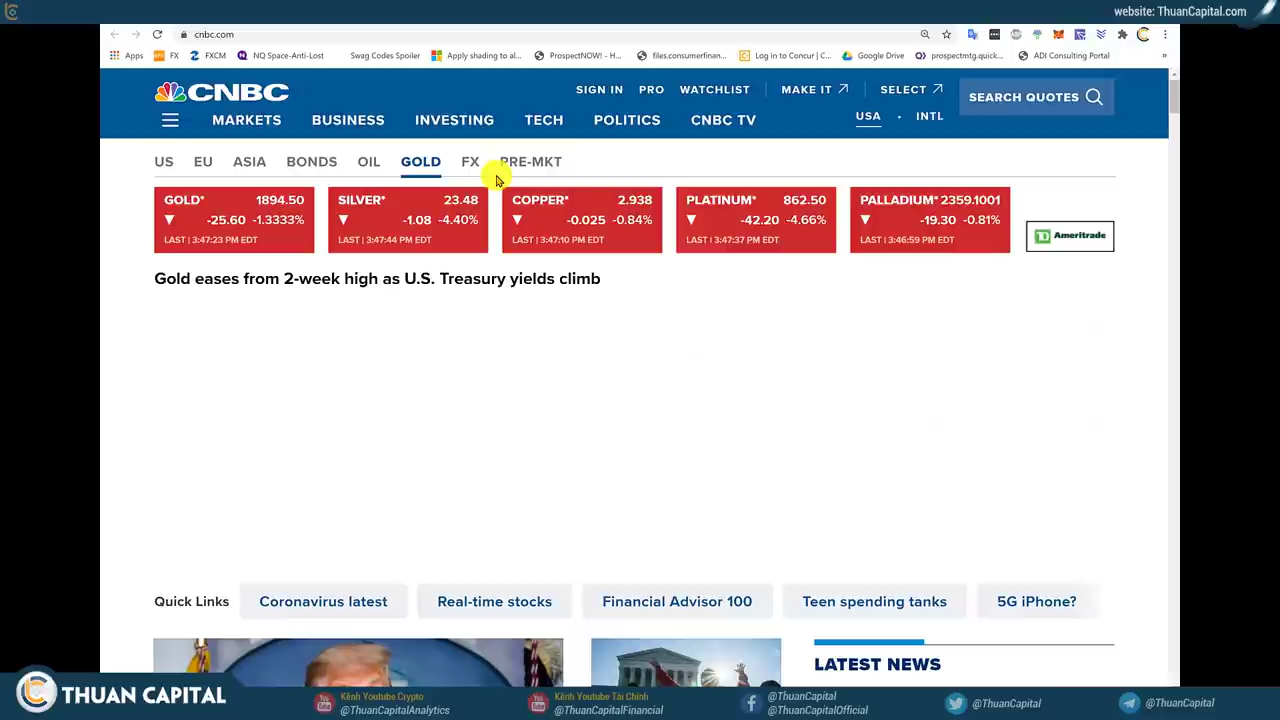 website: ThuanCapital.com
cnbc.com
Apps
FX
FXCM
NQ Space-Anti-Lost
Swag Codes Spoiler
Apply shading to al...
ProspectNOW! - H...
files.consumerfinan...
Log in to Concur | C...
Google Drive
prospectmtg.quick...
ADI Consulting Portal
»
CNBC
SIGN IN
PRO
WATCHLIST
MAKE IT
SELECT
SEARCH QUOTES
USA
INTL
MARKETS
BUSINESS
INVESTING
TECH
POLITICS
CNBC TV
US
EU
ASIA
BONDS
OIL
GOLD
FX
PRE-MKT
GOLD* 1894.50
-25.60 -1.3333%
LAST | 3:47:23 PM EDT
SILVER* 23.48
-1.08 -4.40%
LAST | 3:47:44 PM EDT
COPPER* 2.938
-0.025 -0.84%
LAST | 3:47:10 PM EDT
PLATINUM* 862.50
-42.20 -4.66%
LAST | 3:47:37 PM EDT
PALLADIUM* 2359.1001
-19.30 -0.81%
LAST | 3:46:59 PM EDT
TD Ameritrade
Gold eases from 2-week high as U.S. Treasury yields climb
Quick Links
Coronavirus latest
Real-time stocks
Financial Advisor 100
Teen spending tanks
5G iPhone?
LATEST NEWS
THUAN CAPITAL
Kênh Youtube Crypto
@ThuanCapitalAnalytics
Kênh Youtube Tài Chính
@ThuanCapitalFinancial
@ThuanCapital
@ThuanCapitalOfficial
@ThuanCapital
@ThuanCapital